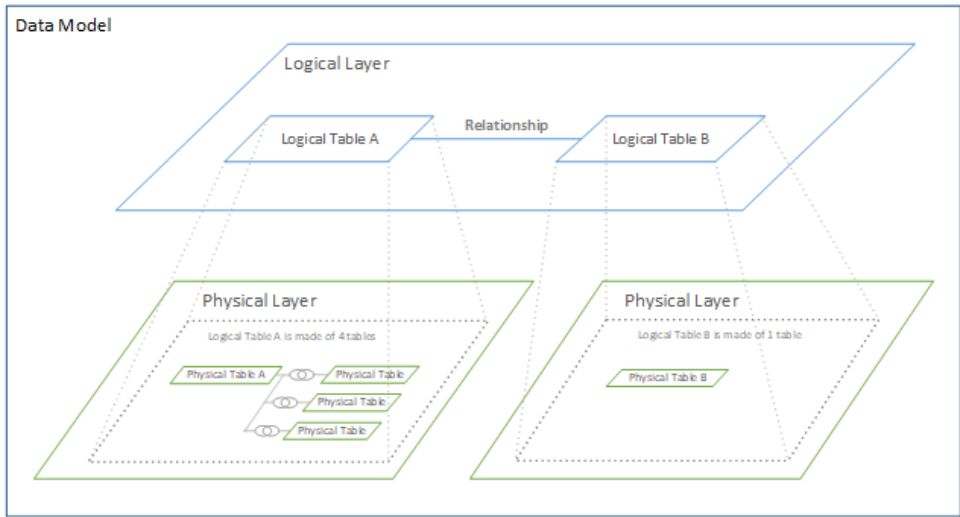 Data Model
Logical Layer
Logical Table A
Relationship
Logical Table B
Physical Layer
Logical Table A is made of 4 tables
Physical Table A
Physical Table
Physical Table
Physical Table
Physical Layer
Logical Table B is made of 1 table
Physical Table B